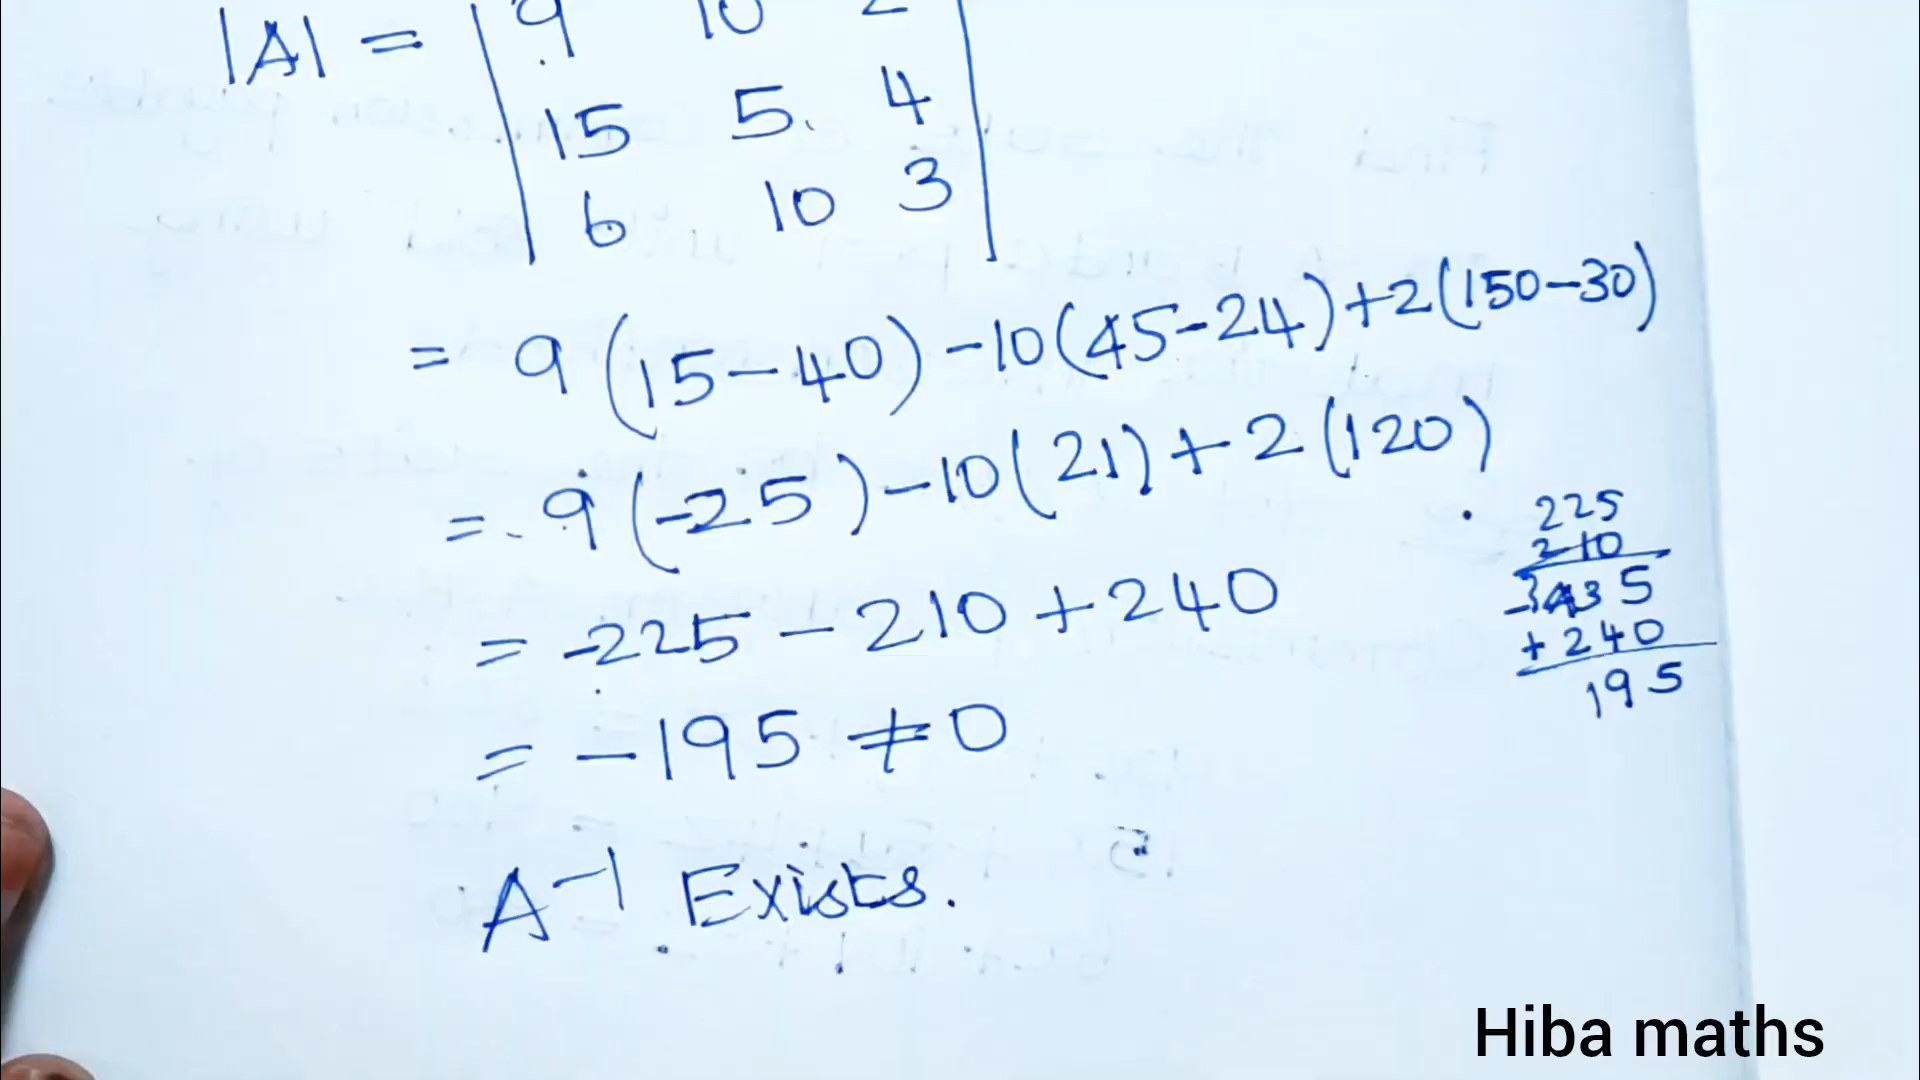 |A| = | 9 10 2 |
15 5 4
6 10 3
= 9(15-40)-10(45-24)+2(150-30)
= 9(-25)-10(21)+2(120)
= -225-210+240
= -195≠0
A⁻¹ Exists.
225
210
435
+240
195
Hiba maths